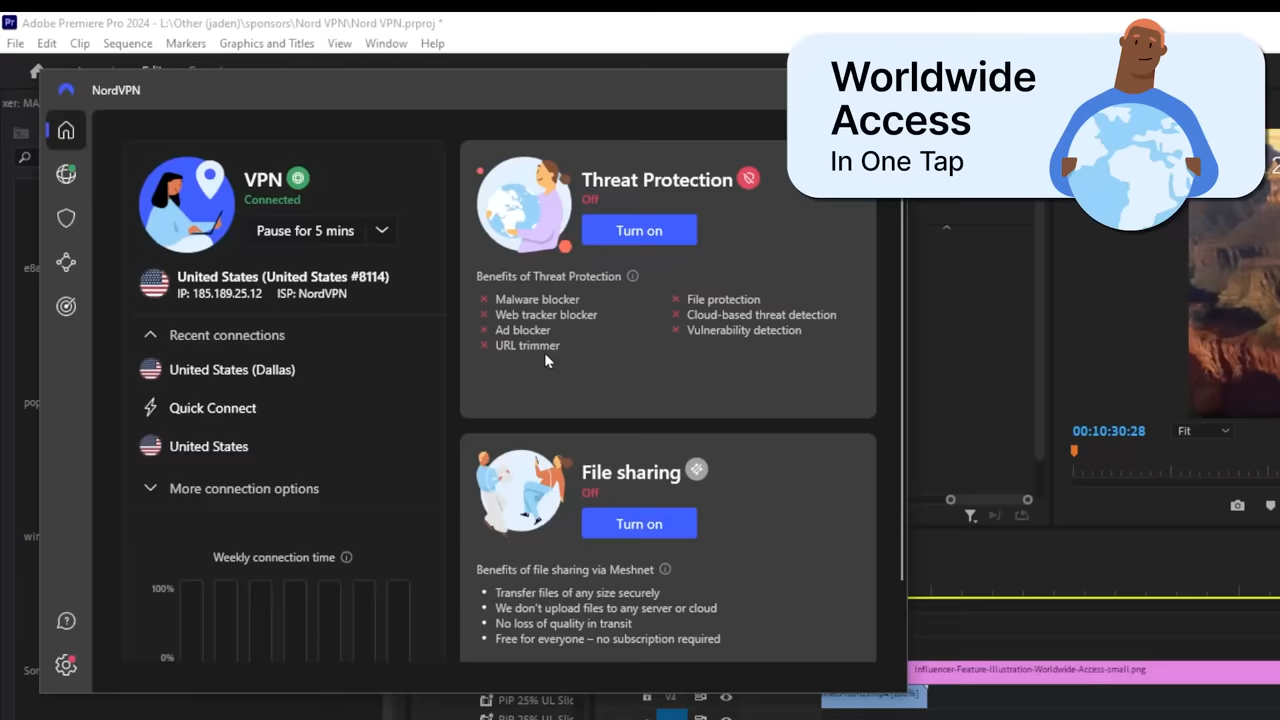 Adobe Premiere Pro 2024 - L:\Other (jaden)\sponsors\Nord VPN\Nord VPN.prproj *
File Edit Clip Sequence Markers Graphics and Titles View Window Help
Worldwide
Access
In One Tap
NordVPN
VPN
Connected
Pause for 5 mins
United States (United States #8114)
IP: 185.189.25.12 ISP: NordVPN
Recent connections
United States (Dallas)
Quick Connect
United States
More connection options
Weekly connection time
100%
0%
Threat Protection
Off
Turn on
Benefits of Threat Protection
Malware blocker
Web tracker blocker
Ad blocker
URL trimmer
File protection
Cloud-based threat detection
Vulnerability detection
File sharing
Off
Turn on
Benefits of file sharing via Meshnet
Transfer files of any size securely
We don't upload files to any server or cloud
No loss of quality in transit
Free for everyone – no subscription required
00:10:30:28
Fit
Influencer-Feature-Illustration-Worldwide-Access-small.png
PiP 25% UL Slic
V4